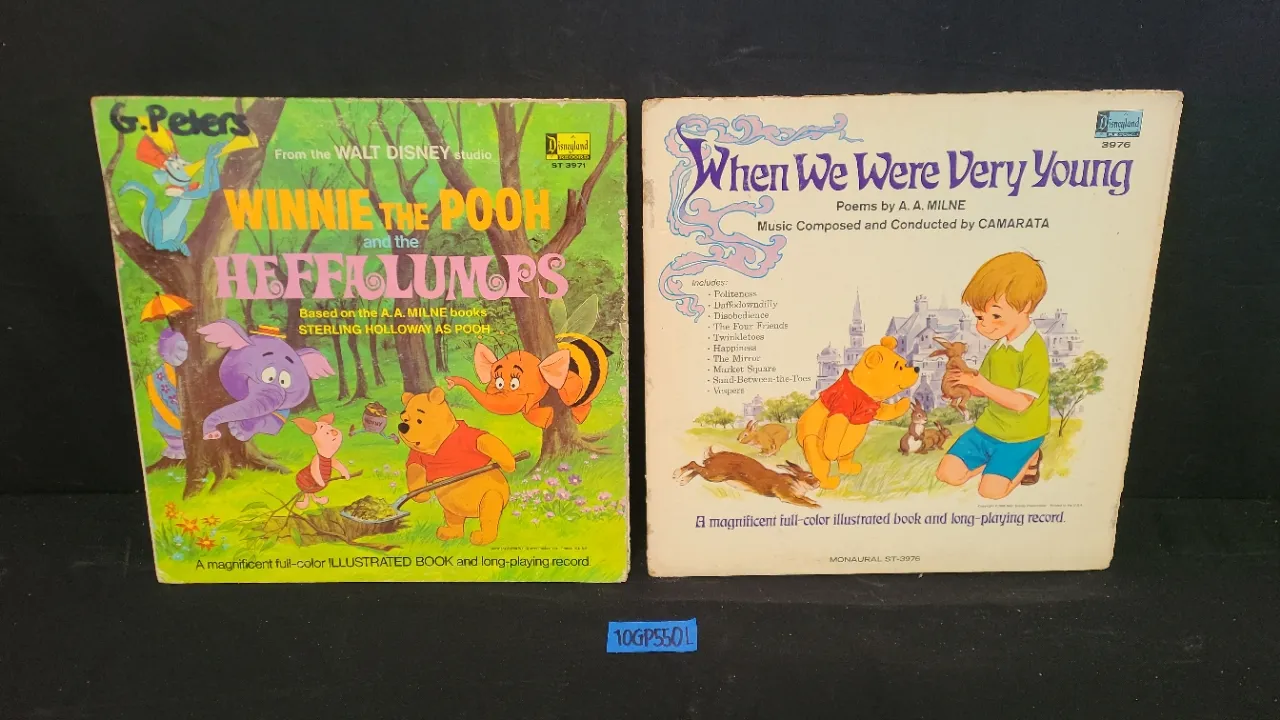 G. Peters
From the WALT DISNEY studio
Disneyland
RECORD
ST 3971
WINNIE THE POOH
and the
HEFFALUMPS
Based on the A.A. MILNE books
STERLING HOLLOWAY AS POOH
HUNNY
A magnificent full-color ILLUSTRATED BOOK and long-playing record
Disneyland
3976
When We Were Very Young
Poems by A. A. MILNE
Music Composed and Conducted by CAMARATA
Includes:
• Politeness
• Daffodowndilly
• Disobedience
• The Four Friends
• Twinkletoes
• Happiness
• The Mirror
• Market Square
• Sand-Between-the-Toes
• Vespers
A magnificent full-color illustrated book and long-playing record.
MONAURAL ST-3976
10GP550L